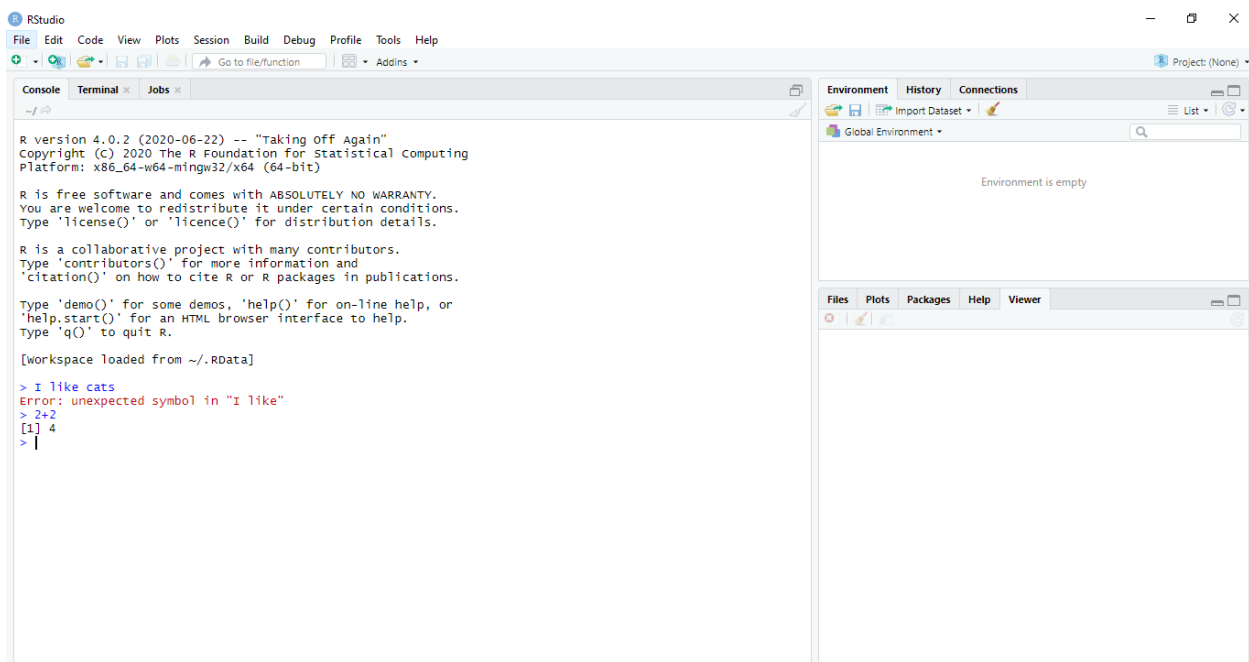 RStudio
File Edit Code View Plots Session Build Debug Profile Tools Help
Go to file/function Addins Project: (None)
Console Terminal Jobs
~/
R version 4.0.2 (2020-06-22) -- "Taking Off Again"
Copyright (C) 2020 The R Foundation for Statistical Computing
Platform: x86_64-w64-mingw32/x64 (64-bit)
R is free software and comes with ABSOLUTELY NO WARRANTY.
You are welcome to redistribute it under certain conditions.
Type 'license()' or 'licence()' for distribution details.
R is a collaborative project with many contributors.
Type 'contributors()' for more information and
'citation()' on how to cite R or R packages in publications.
Type 'demo()' for some demos, 'help()' for on-line help, or
'help.start()' for an HTML browser interface to help.
Type 'q()' to quit R.
[Workspace loaded from ~/.RData]
> I like cats
Error: unexpected symbol in "I like"
> 2+2
[1] 4
>
Environment History Connections
Import Dataset List
Global Environment
Environment is empty
Files Plots Packages Help Viewer